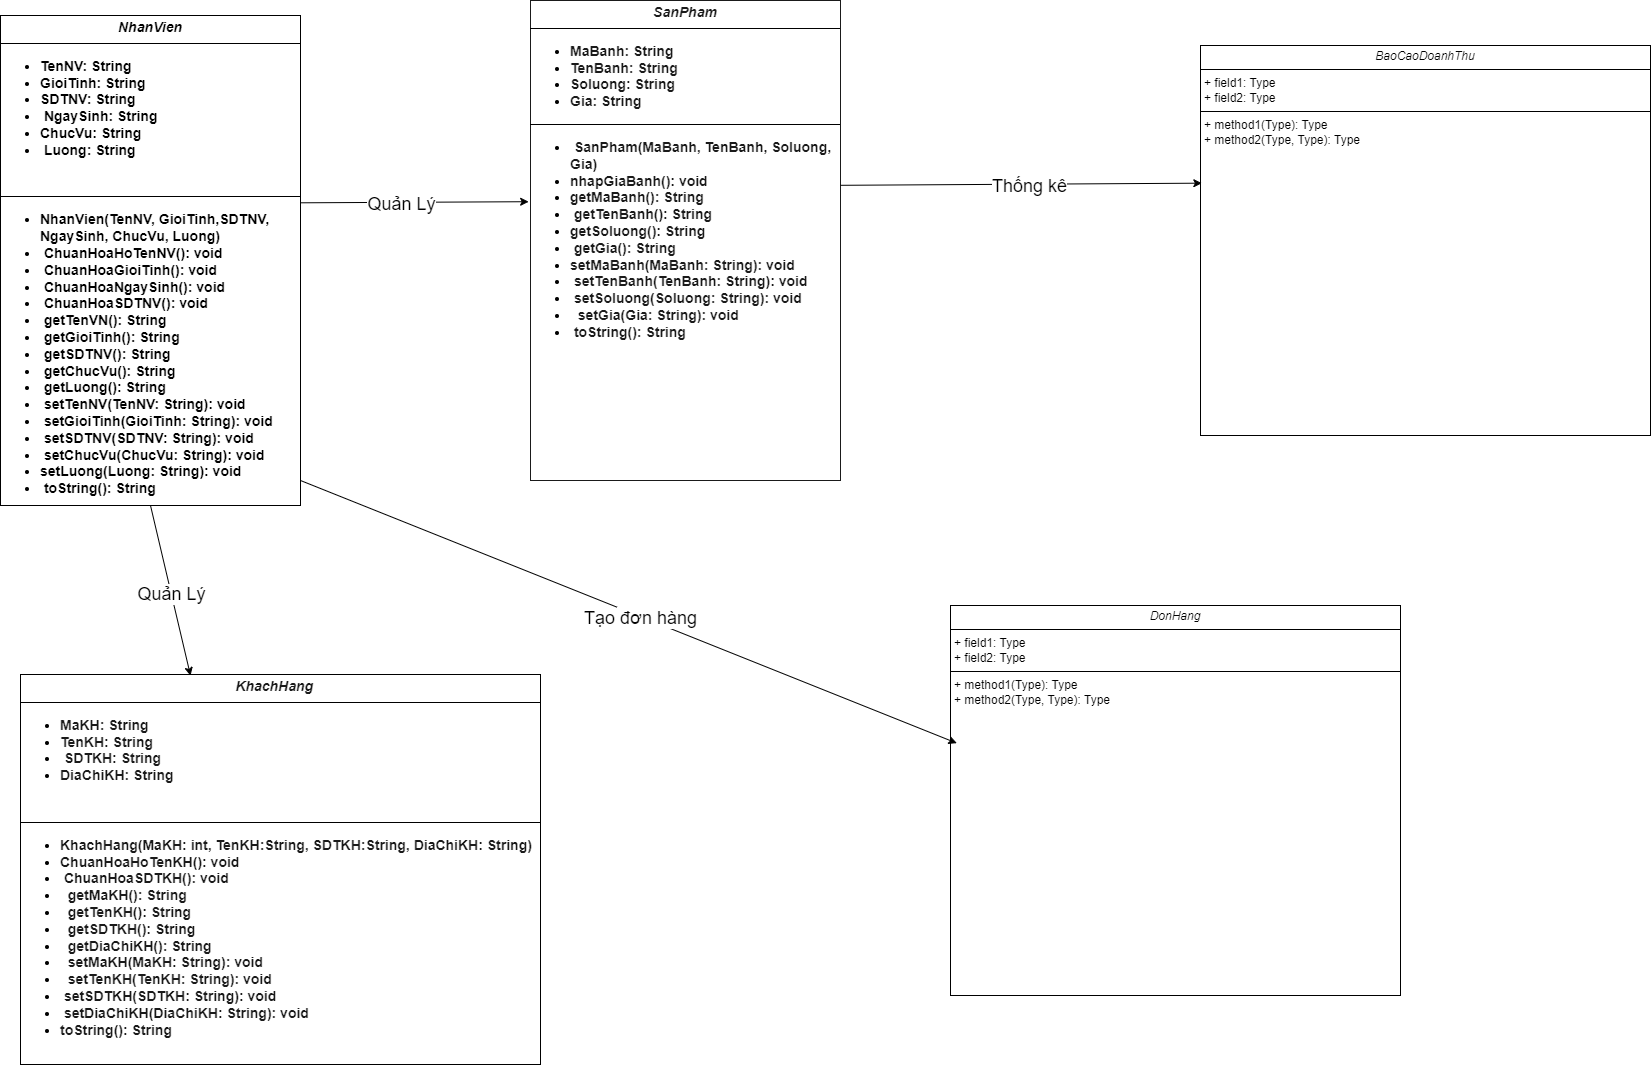 NhanVien
TenNV: String
GioiTinh: String
SDTNV: String
NgaySinh: String
ChucVu: String
Luong: String
NhanVien(TenNV, GioiTinh,SDTNV,
NgaySinh, ChucVu, Luong)
ChuanHoaHoTenNV(): void
ChuanHoaGioiTinh(): void
ChuanHoaNgaySinh(): void
ChuanHoaSDTNV(): void
getTenVN(): String
getGioiTinh(): String
getSDTNV(): String
getChucVu(): String
getLuong(): String
setTenNV(TenNV: String): void
setGioiTinh(GioiTinh: String): void
setSDTNV(SDTNV: String): void
setChucVu(ChucVu: String): void
setLuong(Luong: String): void
toString(): String
Quản Lý
SanPham
MaBanh: String
TenBanh: String
Soluong: String
Gia: String
SanPham(MaBanh, TenBanh, Soluong,
Gia)
nhapGiaBanh(): void
getMaBanh(): String
getTenBanh(): String
getSoluong(): String
getGia(): String
setMaBanh(MaBanh: String): void
setTenBanh(TenBanh: String): void
setSoluong(Soluong: String): void
setGia(Gia: String): void
toString(): String
Thống kê
BaoCaoDoanhThu
+ field1: Type
+ field2: Type
+ method1(Type): Type
+ method2(Type, Type): Type
Quản Lý
Tạo đơn hàng
KhachHang
MaKH: String
TenKH: String
SDTKH: String
DiaChiKH: String
KhachHang(MaKH: int, TenKH:String, SDTKH:String, DiaChiKH: String)
ChuanHoaHoTenKH(): void
ChuanHoaSDTKH(): void
getMaKH(): String
getTenKH(): String
getSDTKH(): String
getDiaChiKH(): String
setMaKH(MaKH: String): void
setTenKH(TenKH: String): void
setSDTKH(SDTKH: String): void
setDiaChiKH(DiaChiKH: String): void
toString(): String
DonHang
+ field1: Type
+ field2: Type
+ method1(Type): Type
+ method2(Type, Type): Type